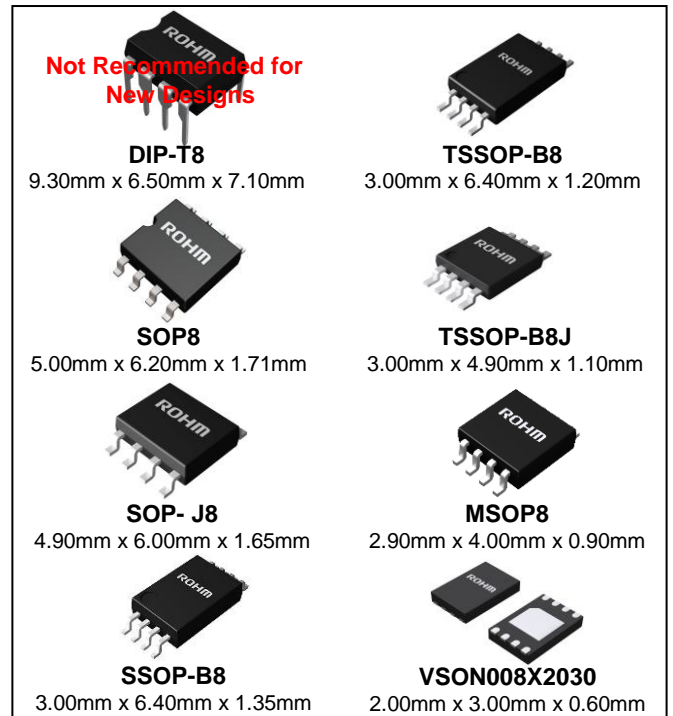 ROHM
Not Recommended for
New Designs
DIP-T8
9.30mm x 6.50mm x 7.10mm
ROHM
TSSOP-B8
3.00mm x 6.40mm x 1.20mm
ROHM
SOP8
5.00mm x 6.20mm x 1.71mm
ROHM
TSSOP-B8J
3.00mm x 4.90mm x 1.10mm
ROHM
SOP- J8
4.90mm x 6.00mm x 1.65mm
ROHM
MSOP8
2.90mm x 4.00mm x 0.90mm
ROHM
SSOP-B8
3.00mm x 6.40mm x 1.35mm
ROHM
VSON008X2030
2.00mm x 3.00mm x 0.60mm